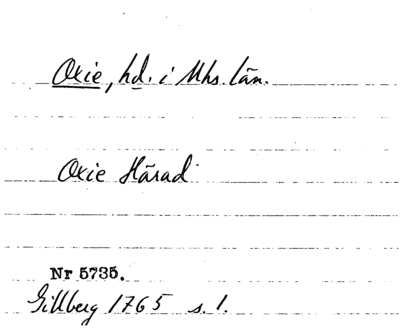 Oxie, hd. i Mhs. län.
Oxie Härad
Nr 5735.
Gillberg 1765 s. 1.